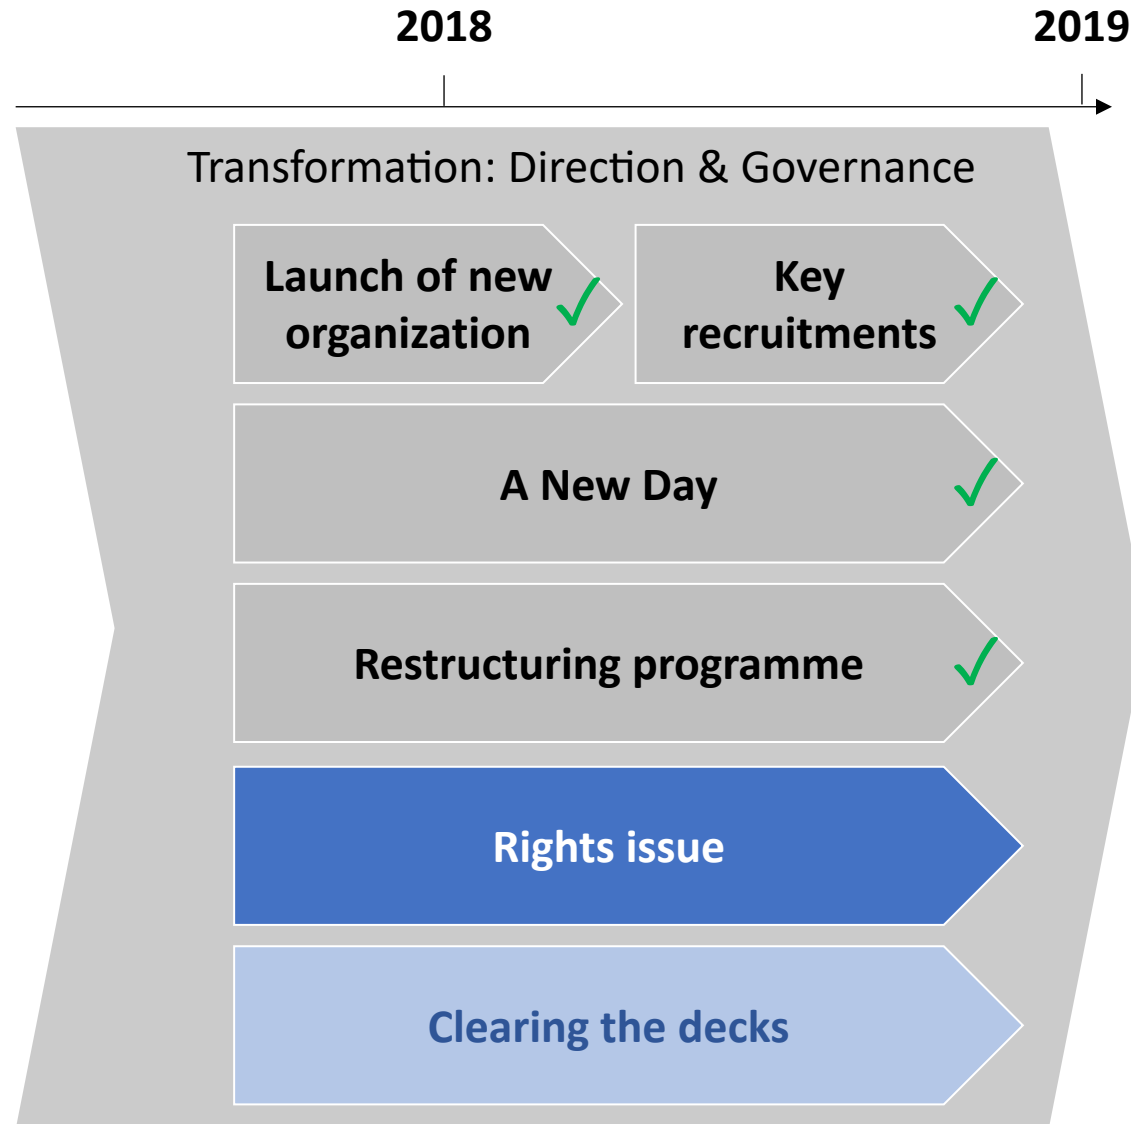 2018
2019
Transformation: Direction & Governance
Launch of new
organization
Key
recruitments
A New Day
Restructuring programme
Rights issue
Clearing the decks